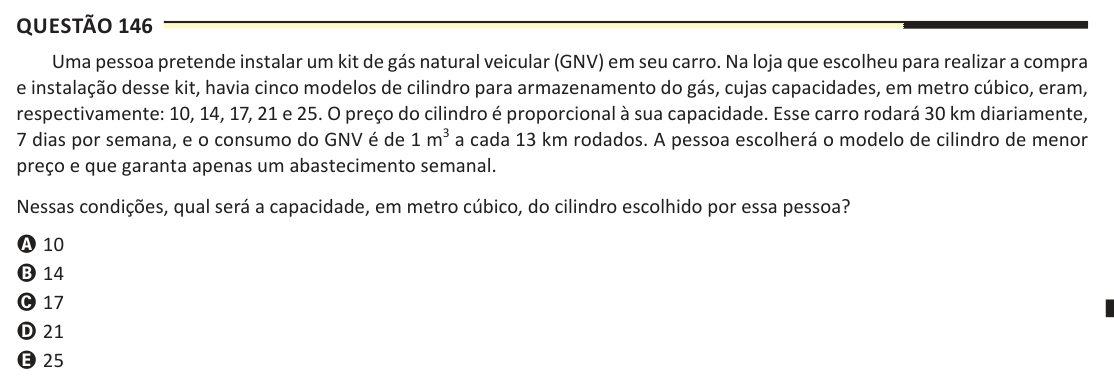 QUESTÃO 146
Uma pessoa pretende instalar um kit de gás natural veicular (GNV) em seu carro. Na loja que escolheu para realizar a compra
e instalação desse kit, havia cinco modelos de cilindro para armazenamento do gás, cujas capacidades, em metro cúbico, eram,
respectivamente: 10, 14, 17, 21 e 25. O preço do cilindro é proporcional à sua capacidade. Esse carro rodará 30 km diariamente,
7 dias por semana, e o consumo do GNV é de 1 m³ a cada 13 km rodados. A pessoa escolherá o modelo de cilindro de menor
preço e que garanta apenas um abastecimento semanal.
Nessas condições, qual será a capacidade, em metro cúbico, do cilindro escolhido por essa pessoa?
A 10
B 14
C 17
D 21
E 25